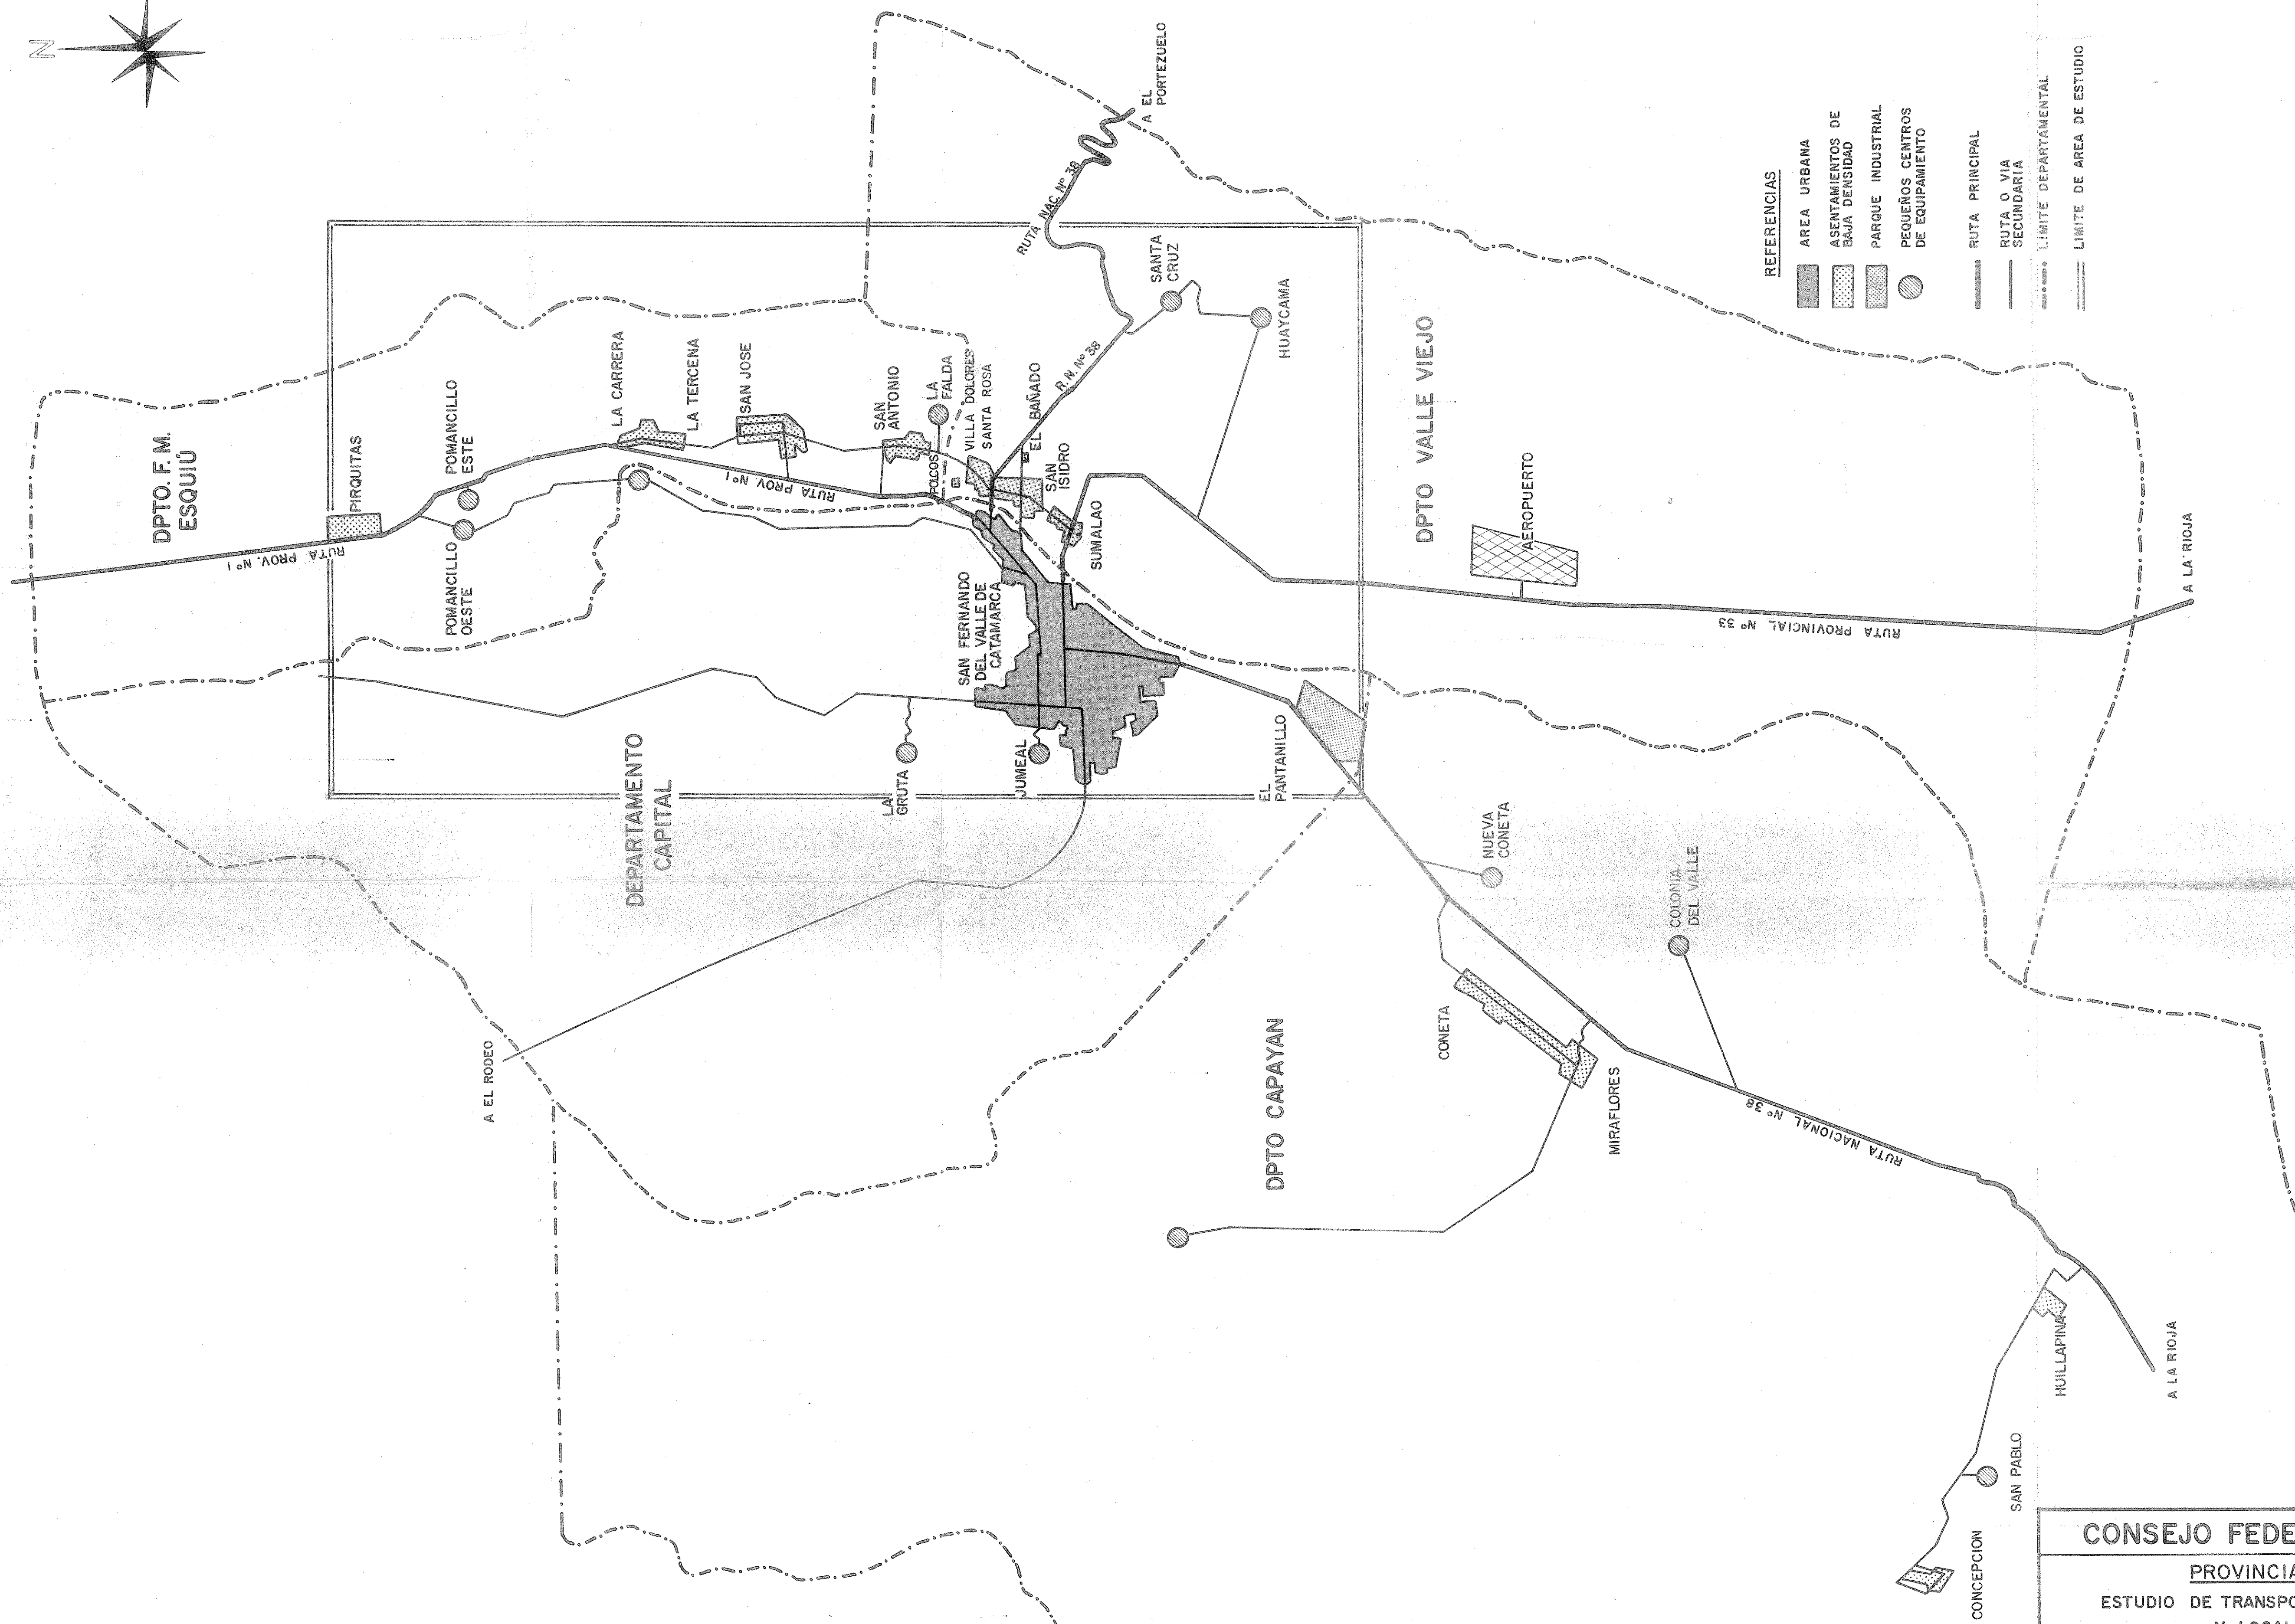 N
DPTO. F. M.
ESQUIÚ
RUTA PROV. Nº 1
PIRQUITAS
POMANCILLO
ESTE
POMANCILLO
OESTE
LA CARRERA
LA TERCENA
SAN JOSE
RUTA PROV. Nº 1
SAN
ANTONIO
LA
FALDA
POLCOS
VILLA DOLORES
SANTA ROSA
EL BAÑADO
SAN
ISIDRO
SUMALAO
R.N. Nº 38
RUTA NAC. Nº 38
A EL
PORTEZUELO
SANTA
CRUZ
HUAYCAMA
SAN FERNANDO
DEL VALLE DE
CATAMARCA
DEPARTAMENTO
CAPITAL
LA
GRUTA
JUMEAL
EL
PANTANILLO
DPTO VALLE VIEJO
AEROPUERTO
RUTA PROVINCIAL Nº 33
A LA RIOJA
A EL RODEO
DPTO CAPAYAN
NUEVA
CONETA
CONETA
COLONIA
DEL VALLE
MIRAFLORES
RUTA NACIONAL Nº 38
HUILLAPINA
A LA RIOJA
SAN PABLO
CONCEPCION
REFERENCIAS
AREA URBANA
ASENTAMIENTOS DE
BAJA DENSIDAD
PARQUE INDUSTRIAL
PEQUEÑOS CENTROS
DE EQUIPAMIENTO
RUTA PRINCIPAL
RUTA O VIA
SECUNDARIA
LIMITE DEPARTAMENTAL
LIMITE DE AREA DE ESTUDIO
CONSEJO FEDE
PROVINCIA
ESTUDIO DE TRANSPO